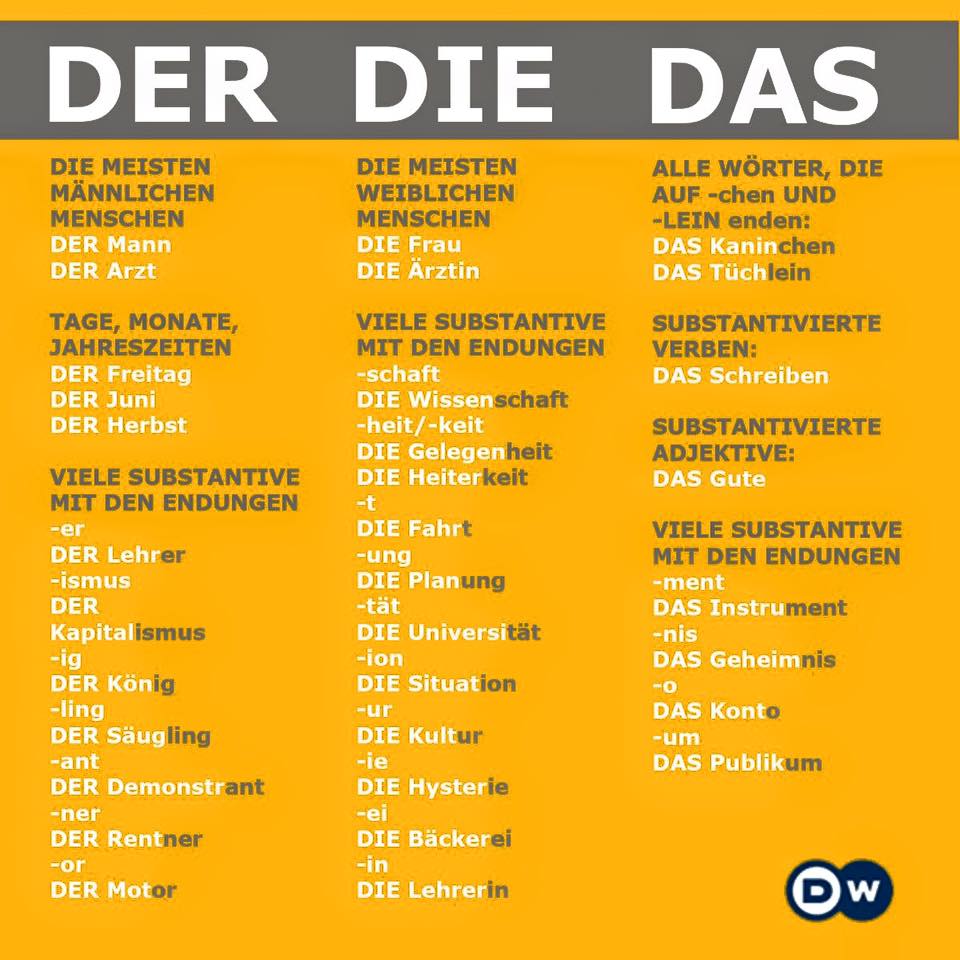 DER DIE DAS
DIE MEISTEN
MÄNNLICHEN
MENSCHEN
DER Mann
DER Arzt
TAGE, MONATE,
JAHRESZEITEN
DER Freitag
DER Juni
DER Herbst
VIELE SUBSTANTIVE
MIT DEN ENDUNGEN
-er
DER Lehrer
-ismus
DER
Kapitalismus
-ig
DER König
-ling
DER Säugling
-ant
DER Demonstrant
-ner
DER Rentner
-or
DER Motor
DIE MEISTEN
WEIBLICHEN
MENSCHEN
DIE Frau
DIE Ärztin
VIELE SUBSTANTIVE
MIT DEN ENDUNGEN
-schaft
DIE Wissenschaft
-heit/-keit
DIE Gelegenheit
DIE Heiterkeit
-t
DIE Fahrt
-ung
DIE Planung
-tät
DIE Universität
-ion
DIE Situation
-ur
DIE Kultur
-ie
DIE Hysterie
-ei
DIE Bäckerei
-in
DIE Lehrerin
ALLE WÖRTER, DIE
AUF -chen UND
-LEIN enden:
DAS Kaninchen
DAS Tüchlein
SUBSTANTIVIERTE
VERBEN:
DAS Schreiben
SUBSTANTIVIERTE
ADJEKTIVE:
DAS Gute
VIELE SUBSTANTIVE
MIT DEN ENDUNGEN
-ment
DAS Instrument
-nis
DAS Geheimnis
-o
DAS Konto
-um
DAS Publikum
DW